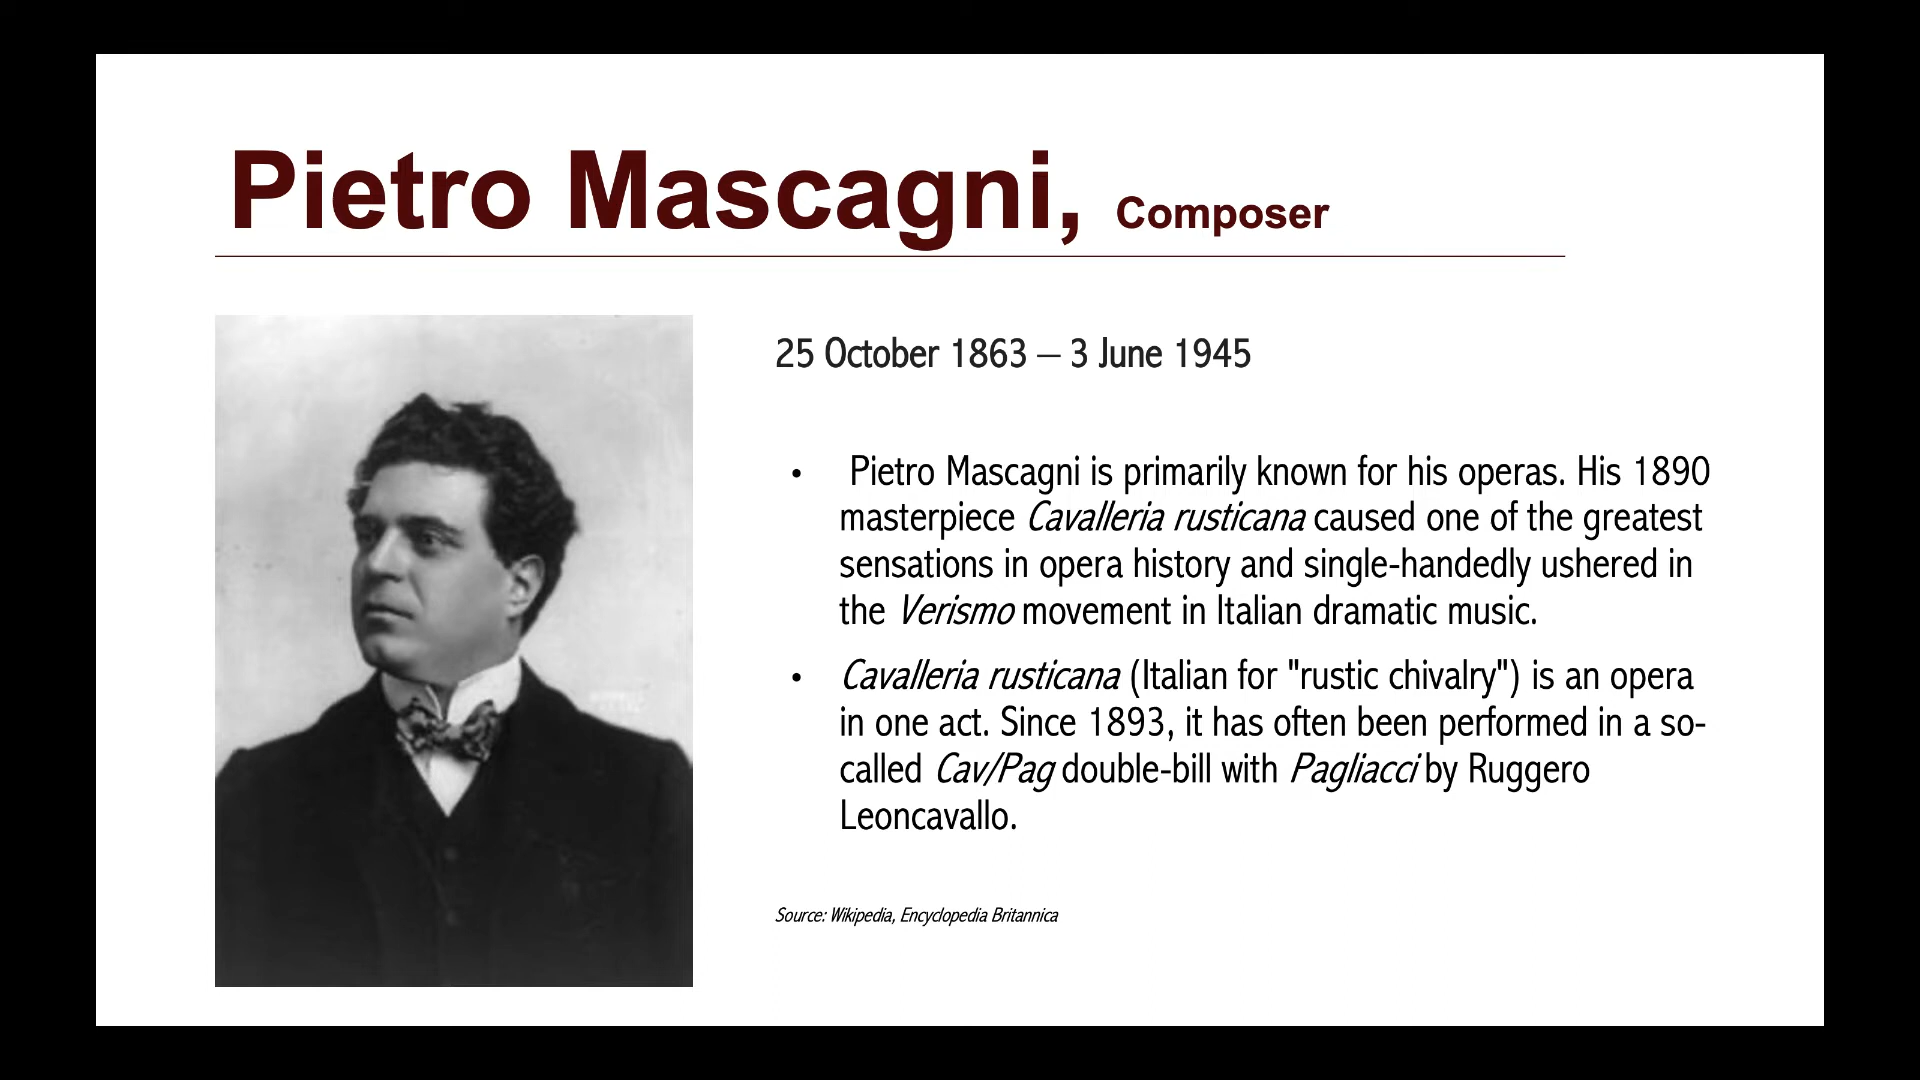 Pietro Mascagni, Composer
25 October 1863 – 3 June 1945
• Pietro Mascagni is primarily known for his operas. His 1890
masterpiece Cavalleria rusticana caused one of the greatest
sensations in opera history and single-handedly ushered in
the Verismo movement in Italian dramatic music.
• Cavalleria rusticana (Italian for "rustic chivalry") is an opera
in one act. Since 1893, it has often been performed in a so-
called Cav/Pag double-bill with Pagliacci by Ruggero
Leoncavallo.
Source: Wikipedia, Encyclopedia Britannica